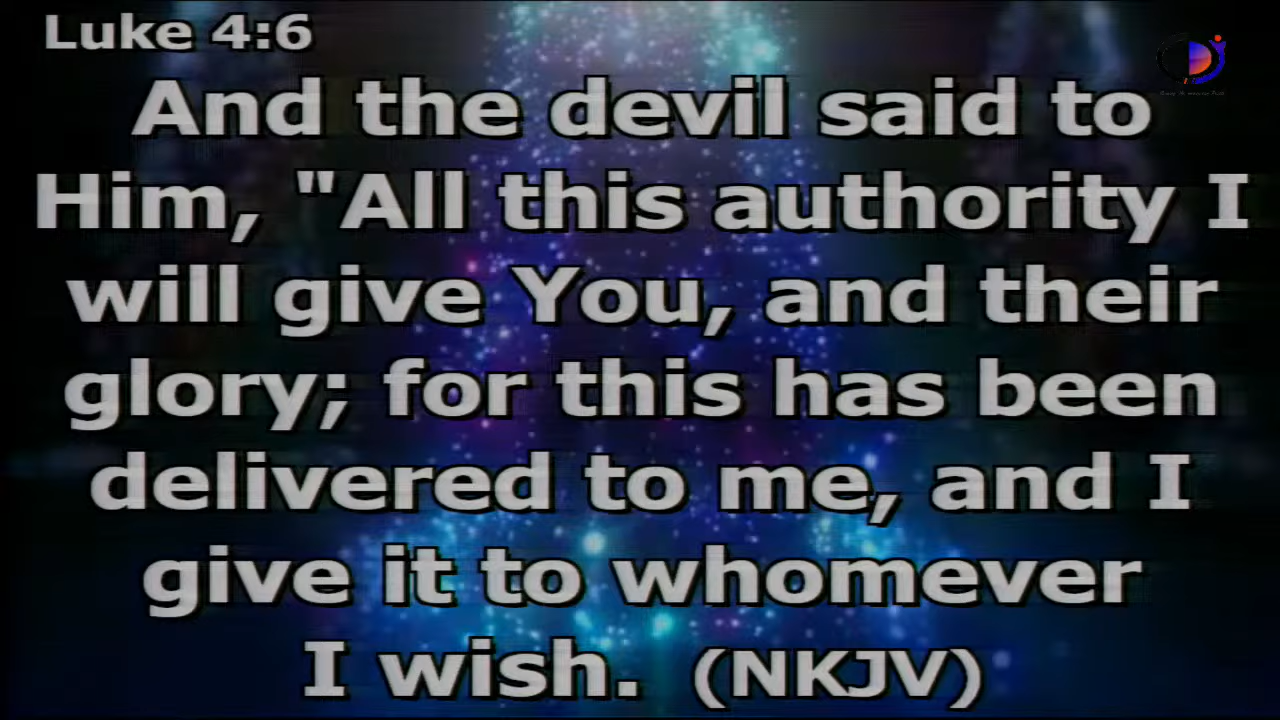 Luke 4:6
And the devil said to
Him, "All this authority I
will give You, and their
glory; for this has been
delivered to me, and I
give it to whomever
I wish. (NKJV)